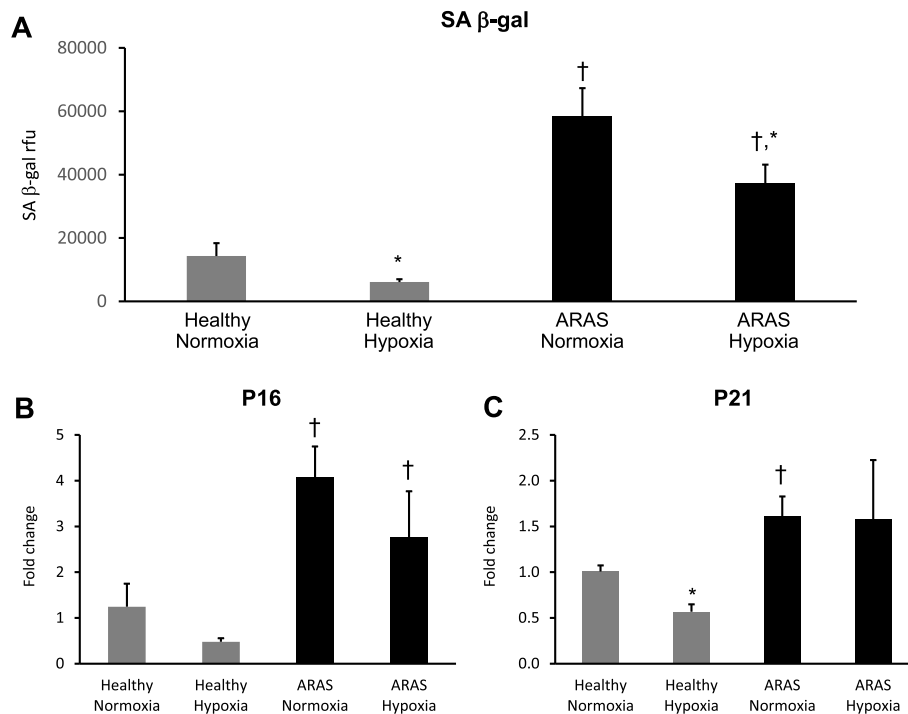 A
SA β-gal
SA β-gal rfu
80000
60000
40000
20000
0
*
†
†,*
Healthy Normoxia
Healthy Hypoxia
ARAS Normoxia
ARAS Hypoxia
B
P16
Fold change
5
4
3
2
1
0
†
†
Healthy Normoxia
Healthy Hypoxia
ARAS Normoxia
ARAS Hypoxia
C
P21
Fold change
2.5
2.0
1.5
1.0
0.5
0.0
*
†
Healthy Normoxia
Healthy Hypoxia
ARAS Normoxia
ARAS Hypoxia